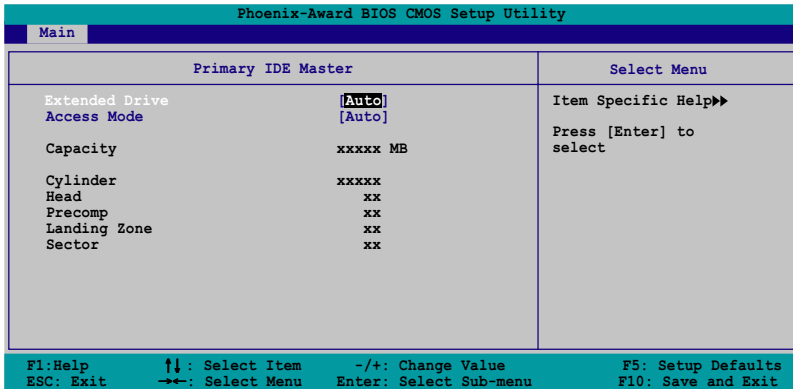 Phoenix-Award BIOS CMOS Setup Utility
Main
Primary IDE Master
Select Menu
Extended Drive [Auto]
Access Mode [Auto]
Capacity xxxxx MB
Cylinder xxxxx
Head xx
Precomp xx
Landing Zone xx
Sector xx
Item Specific Help▶▶
Press [Enter] to
select
F1:Help ↑↓: Select Item -/+: Change Value F5: Setup Defaults
ESC: Exit →←: Select Menu Enter: Select Sub-menu F10: Save and Exit